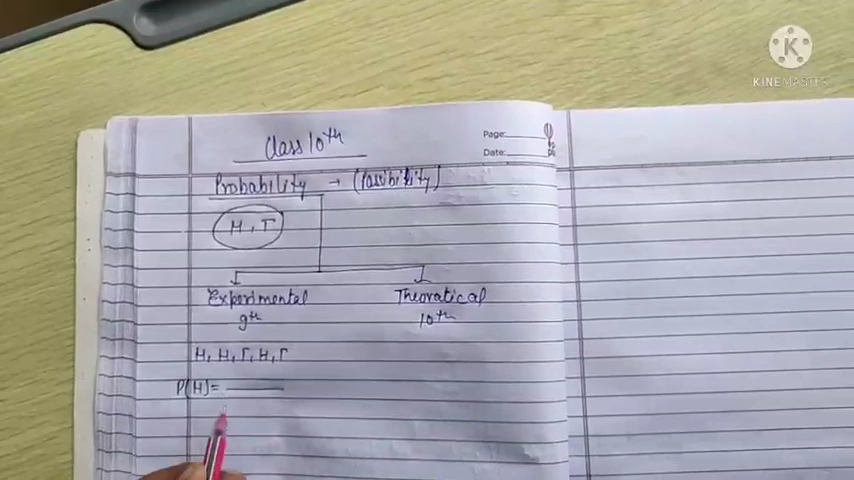 KINEMASTER
Class 10th
Page:
Date:
Probability → (Possibility)
H, T
Experimental Theoratical
9th 10th
H, H, T, H, T
P(H)=